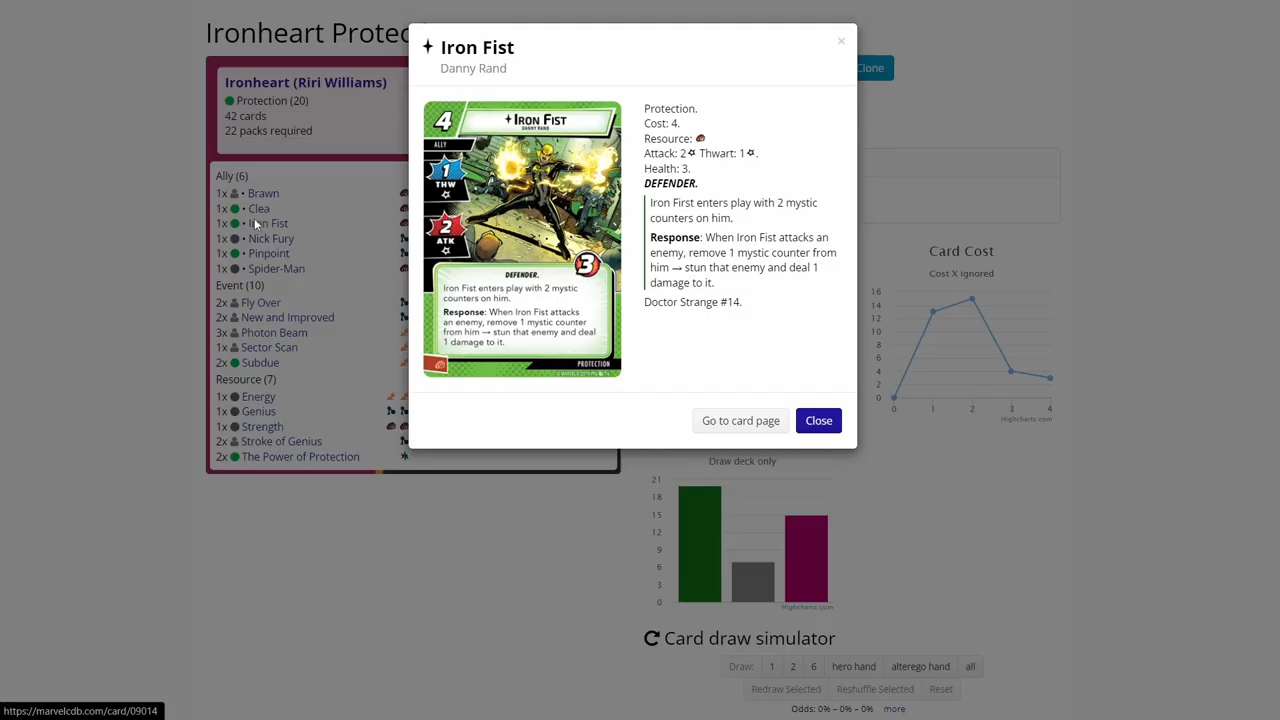 Ironheart Protec
Clone
Ironheart (Riri Williams)
Protection (20)
42 cards
22 packs required
Ally (6)
1x • Brawn
1x • Clea
1x • Iron Fist
1x • Nick Fury
1x • Pinpoint
1x • Spider-Man
Event (10)
2x Fly Over
2x New and Improved
3x Photon Beam
1x Sector Scan
2x Subdue
Resource (7)
1x Energy
1x Genius
1x Strength
2x Stroke of Genius
2x The Power of Protection
Iron Fist
Danny Rand
×
4
IRON FIST
DANNY RAND
ALLY
1
THW
2
ATK
3
DEFENDER.
Iron Fist enters play with 2 mystic
counters on him.
Response: When Iron Fist attacks
an enemy, remove 1 mystic counter
from him → stun that enemy and deal
1 damage to it.
PROTECTION
Protection.
Cost: 4.
Resource:
Attack: 2 Thwart: 1 .
Health: 3.
DEFENDER.
Iron First enters play with 2 mystic
counters on him.
Response: When Iron Fist attacks an
enemy, remove 1 mystic counter from
him → stun that enemy and deal 1
damage to it.
Doctor Strange #14.
Go to card page
Close
Card Cost
Cost X ignored
16
14
12
10
8
6
4
2
0
0 1 2 3 4
Highcharts.com
Draw deck only
21
18
15
12
9
6
3
0
Highcharts.com
Card draw simulator
Draw: 1 2 6 hero hand alterego hand all
Redraw Selected Reshuffle Selected Reset
Odds: 0% – 0% – 0% more
https://marvelcdb.com/card/09014